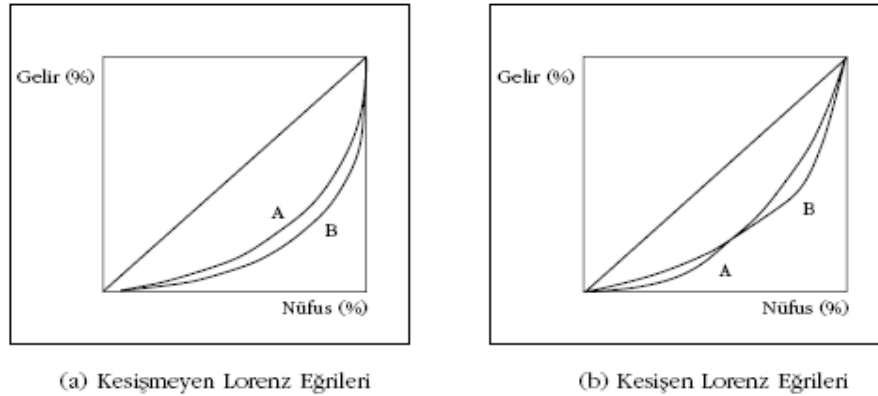 Gelir (%)
A
B
Nüfus (%)
(a) Kesişmeyen Lorenz Eğrileri
Gelir (%)
B
A
Nüfus (%)
(b) Kesişen Lorenz Eğrileri